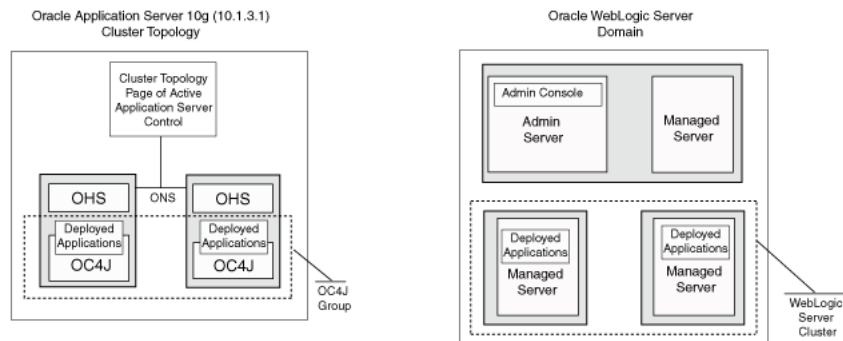 Oracle Application Server 10g (10.1.3.1)
Cluster Topology
Cluster Topology
Page of Active
Application Server
Control
OHS
ONS
OHS
Deployed
Applications
OC4J
Deployed
Applications
OC4J
OC4J
Group
Oracle WebLogic Server
Domain
Admin Console
Admin
Server
Managed
Server
Deployed
Applications
Managed
Server
Deployed
Applications
Managed
Server
WebLogic
Server
Cluster